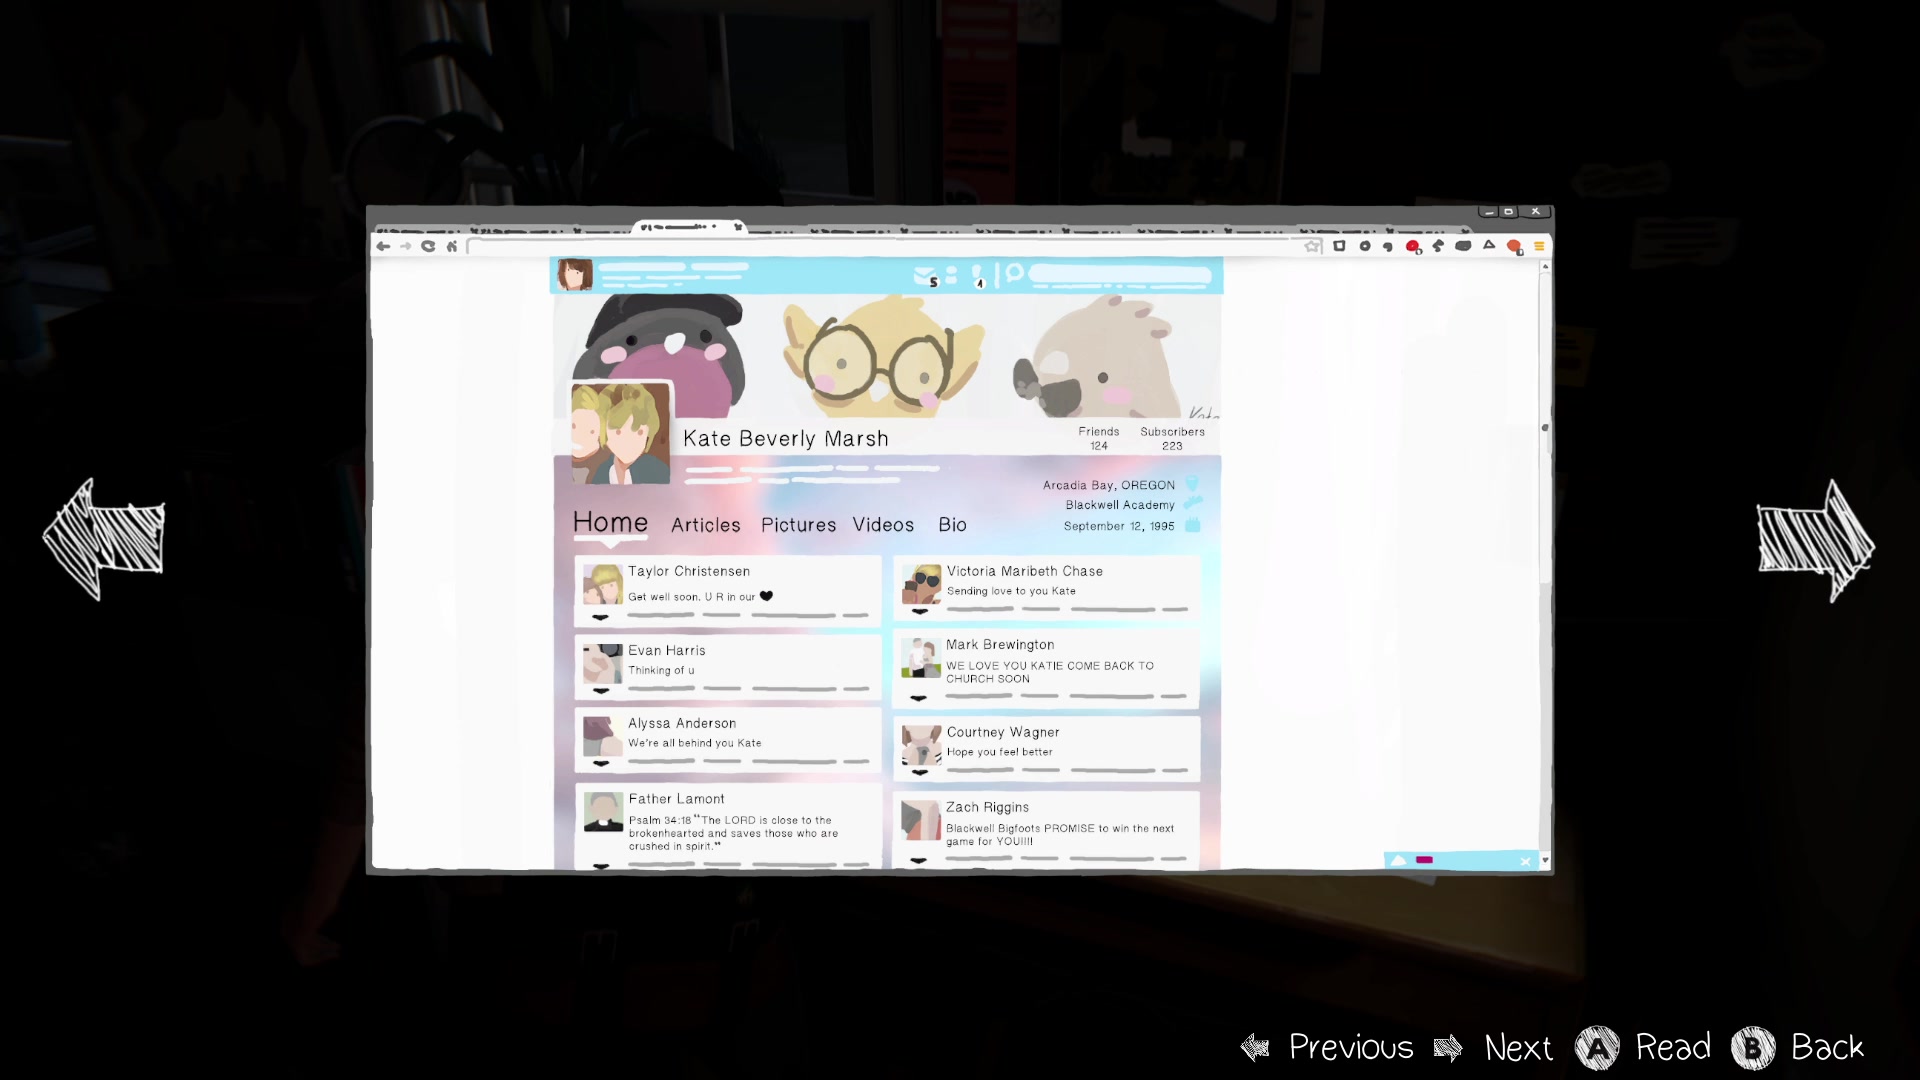 5
1
Kate
Kate Beverly Marsh
Friends
124
Subscribers
223
Arcadia Bay, OREGON
Blackwell Academy
September 12, 1995
Home Articles Pictures Videos Bio
Taylor Christensen
Get well soon. U R in our ♥
Evan Harris
Thinking of u
Alyssa Anderson
We're all behind you Kate
Father Lamont
Psalm 34:18 "The LORD is close to the
brokenhearted and saves those who are
crushed in spirit."
Victoria Maribeth Chase
Sending love to you Kate
Mark Brewington
WE LOVE YOU KATIE COME BACK TO
CHURCH SOON
Courtney Wagner
Hope you feel better
Zach Riggins
Blackwell Bigfoots PROMISE to win the next
game for YOU!!!!
Previous Next A Read B Back